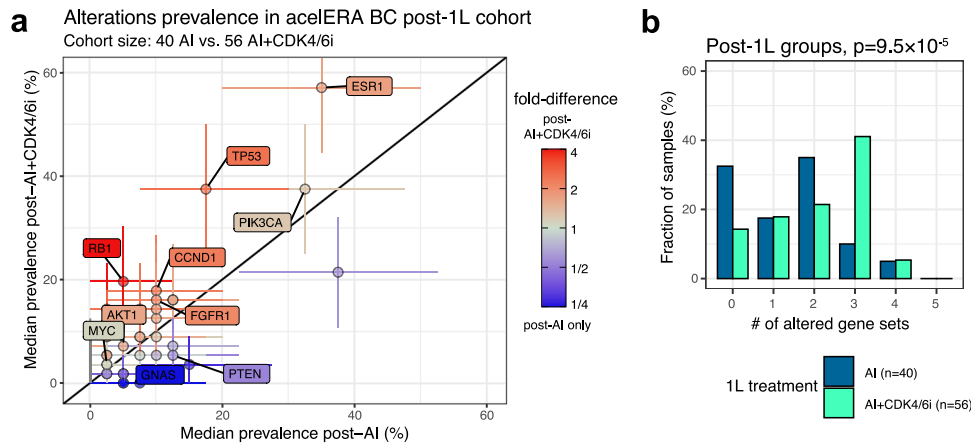 a
Alterations prevalence in acelERA BC post-1L cohort
Cohort size: 40 AI vs. 56 AI+CDK4/6i
Median prevalence post−AI+CDK4/6i (%)
60
40
20
0
ESR1
TP53
PIK3CA
RB1
CCND1
AKT1
FGFR1
MYC
GNAS
PTEN
0 20 40 60
Median prevalence post−AI (%)
fold-difference
post-
AI+CDK4/6i
4
2
1
1/2
1/4
post-AI only
b
Post-1L groups, p=9.5×10-5
Fraction of samples (%)
60
40
20
0
0 1 2 3 4 5
# of altered gene sets
1L treatment
AI (n=40)
AI+CDK4/6i (n=56)